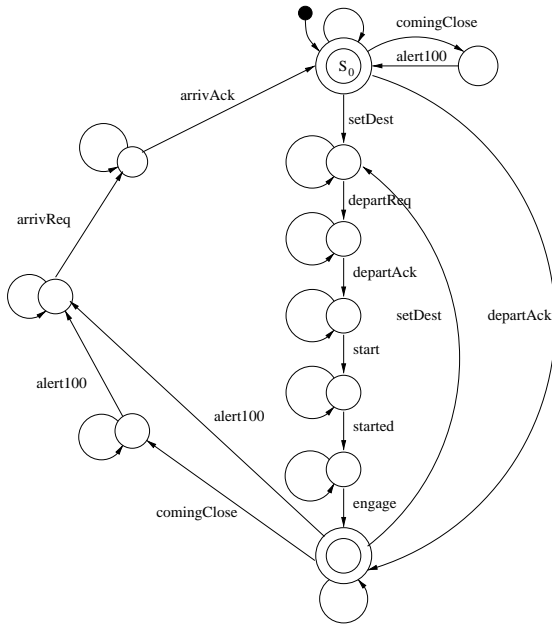 comingClose
alert100
S0
arrivAck
setDest
departReq
arrivReq
departAck
setDest
departAck
start
alert100
alert100
started
engage
comingClose